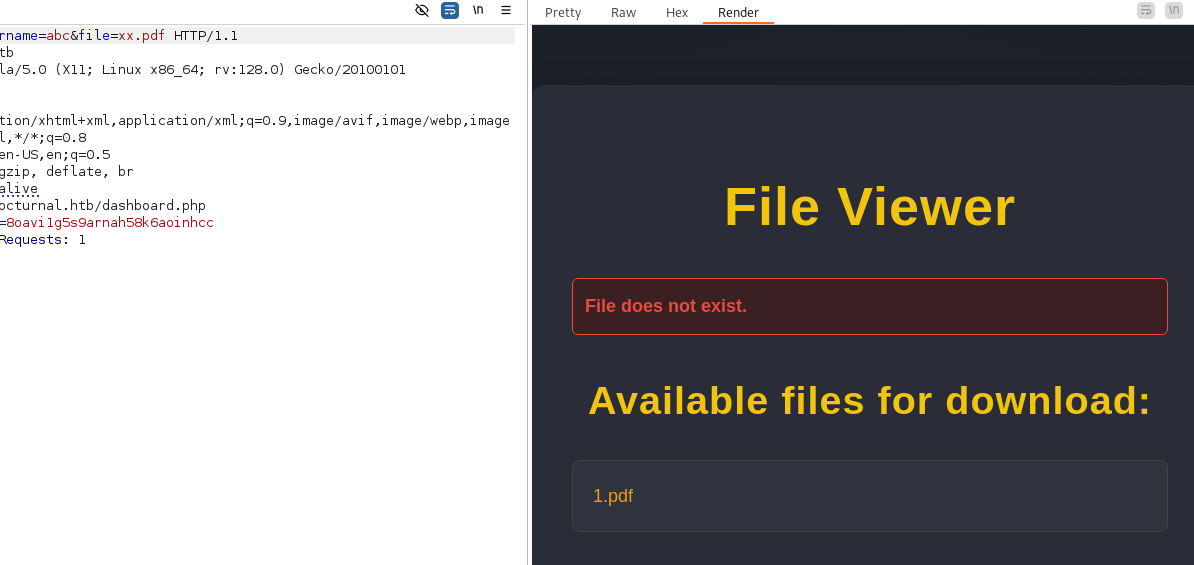 \n
rname=abc&file=xx.pdf HTTP/1.1
tb
la/5.0 (X11; Linux x86_64; rv:128.0) Gecko/20100101
tion/xhtml+xml,application/xml;q=0.9,image/avif,image/webp,image
l,*/*;q=0.8
en-US,en;q=0.5
gzip, deflate, br
alive
octurnal.htb/dashboard.php
=8oavi1g5s9arnah58k6aoinhcc
Requests: 1
Pretty Raw Hex Render \n
File Viewer
File does not exist.
Available files for download:
1.pdf